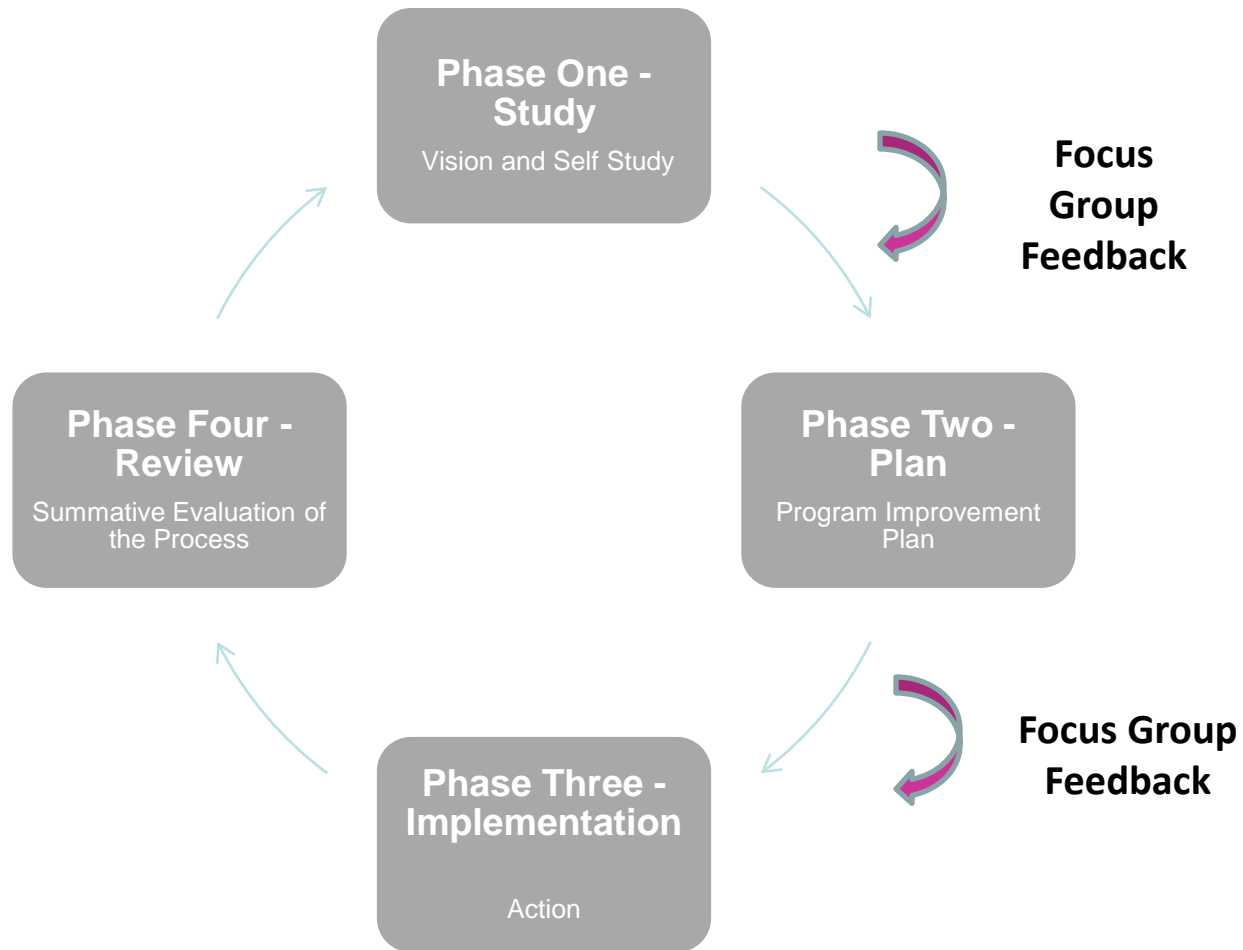 Phase One -
Study
Vision and Self Study
Focus
Group
Feedback
Phase Four -
Review
Summative Evaluation of
the Process
Phase Two -
Plan
Program Improvement
Plan
Phase Three -
Implementation
Action
Focus Group
Feedback